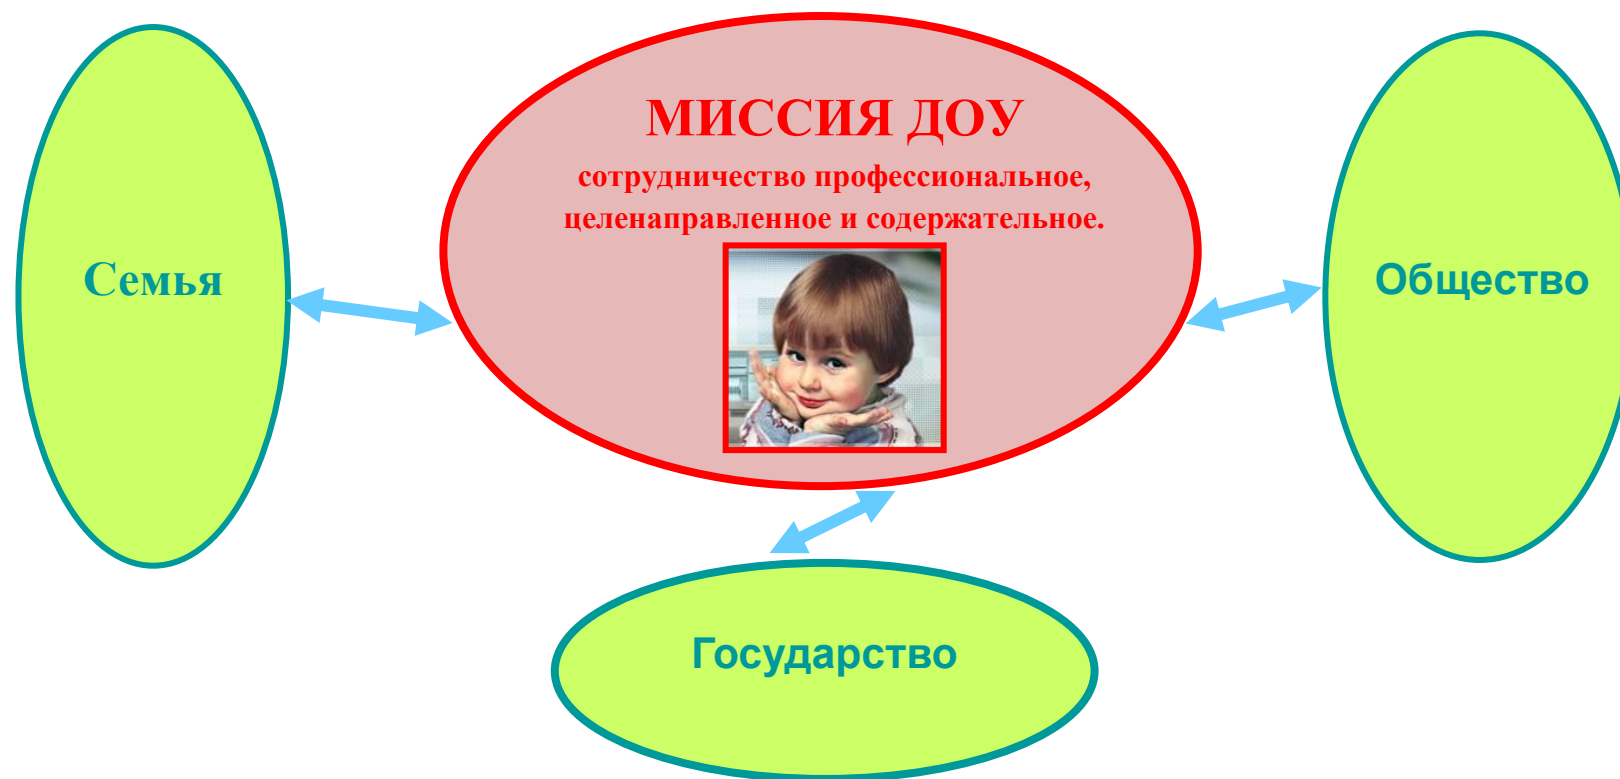 МИССИЯ ДОУ
сотрудничество профессиональное,
целенаправленное и содержательное.
Семья
Общество
Государство